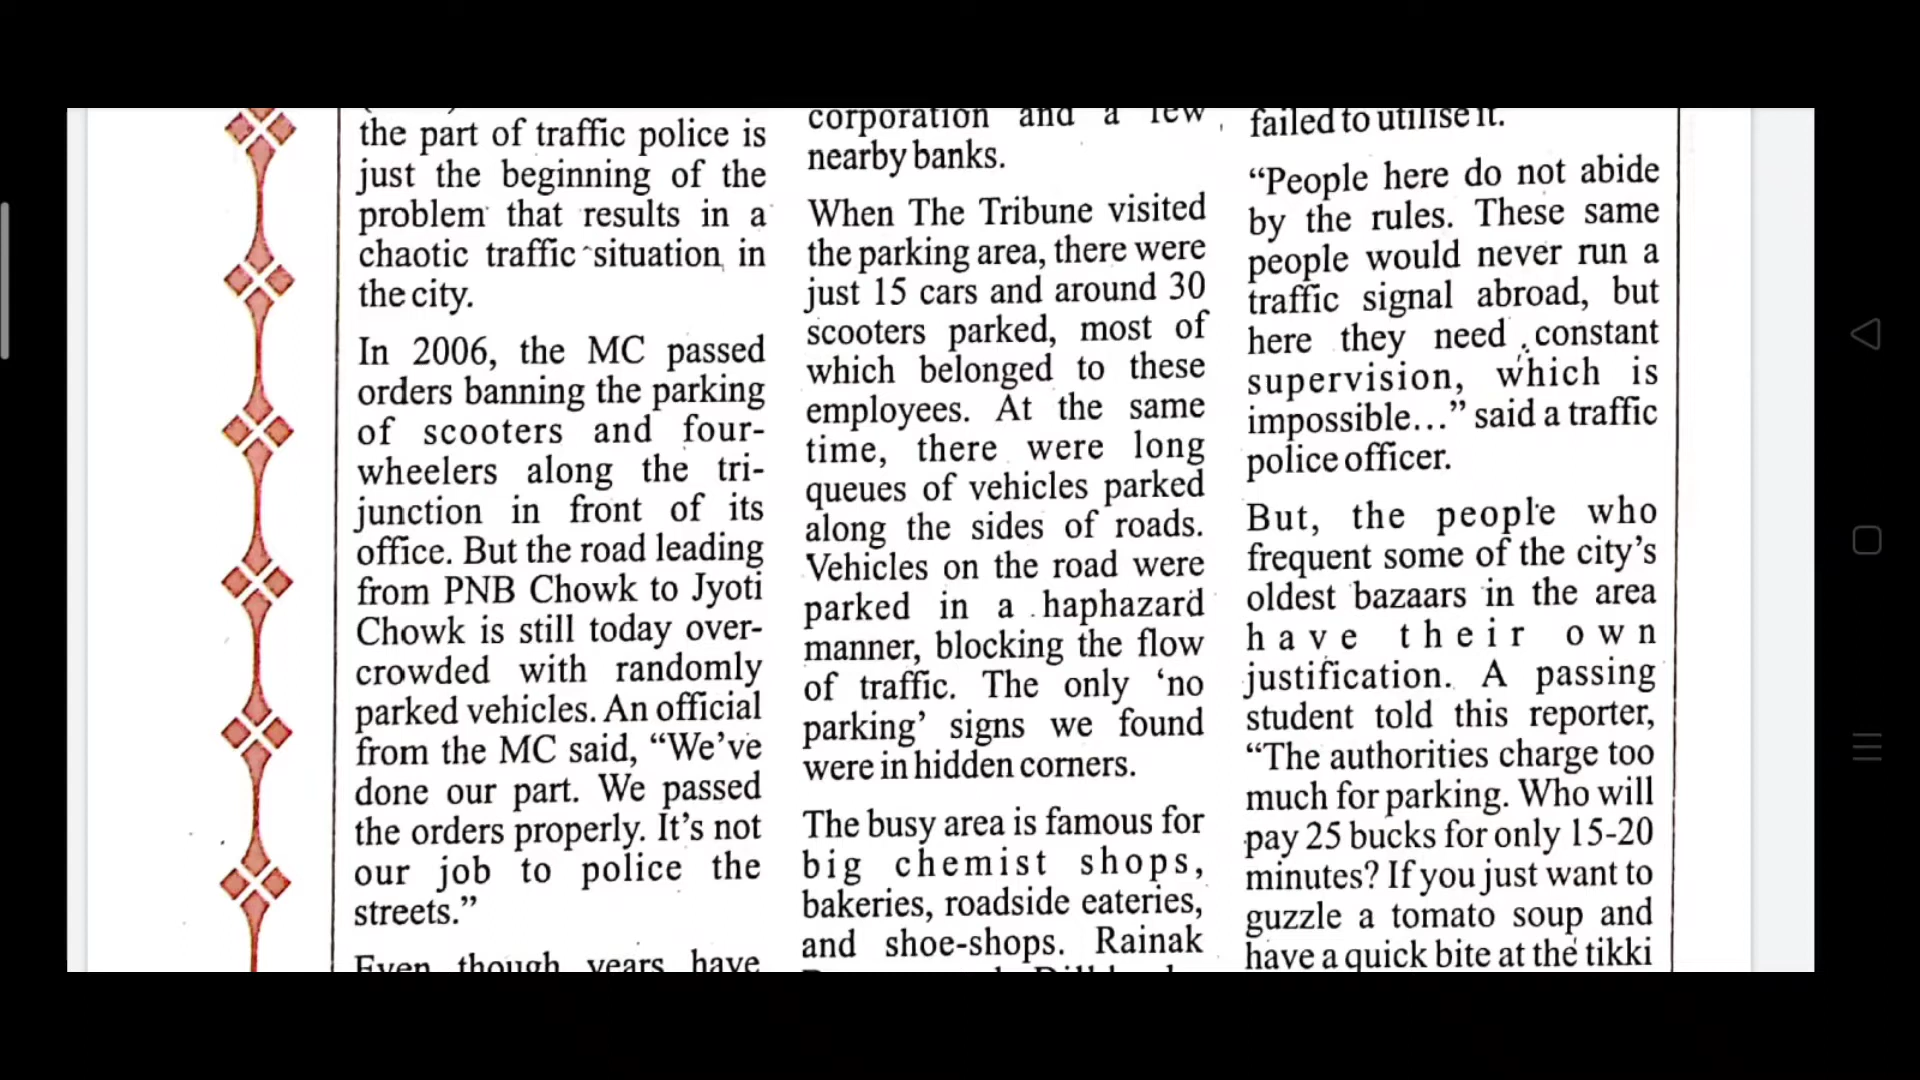 the part of traffic police is
just the beginning of the
problem that results in a
chaotic traffic situation in
the city.
In 2006, the MC passed
orders banning the parking
of scooters and four-
wheelers along the tri-
junction in front of its
office. But the road leading
from PNB Chowk to Jyoti
Chowk is still today over-
crowded with randomly
parked vehicles. An official
from the MC said, “We’ve
done our part. We passed
the orders properly. It’s not
our job to police the
streets.”
Even though years have
corporation and a few
nearby banks.
When The Tribune visited
the parking area, there were
just 15 cars and around 30
scooters parked, most of
which belonged to these
employees. At the same
time, there were long
queues of vehicles parked
along the sides of roads.
Vehicles on the road were
parked in a haphazard
manner, blocking the flow
of traffic. The only ‘no
parking’ signs we found
were in hidden corners.
The busy area is famous for
big chemist shops,
bakeries, roadside eateries,
and shoe-shops. Rainak
failed to utilise it.
“People here do not abide
by the rules. These same
people would never run a
traffic signal abroad, but
here they need constant
supervision, which is
impossible...” said a traffic
police officer.
But, the people who
frequent some of the city’s
oldest bazaars in the area
have their own
justification. A passing
student told this reporter,
“The authorities charge too
much for parking. Who will
pay 25 bucks for only 15-20
minutes? If you just want to
guzzle a tomato soup and
have a quick bite at the tikki